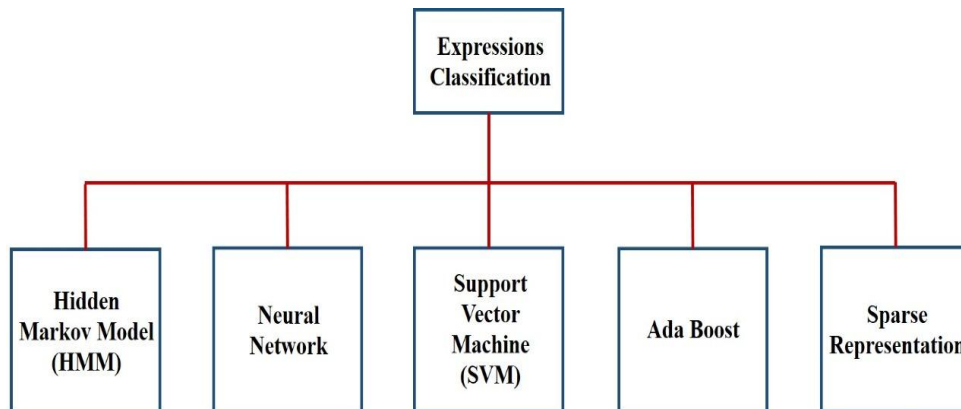 Expressions
Classification
Hidden
Markov Model
(HMM)
Neural
Network
Support
Vector
Machine
(SVM)
Ada Boost
Sparse
Representation